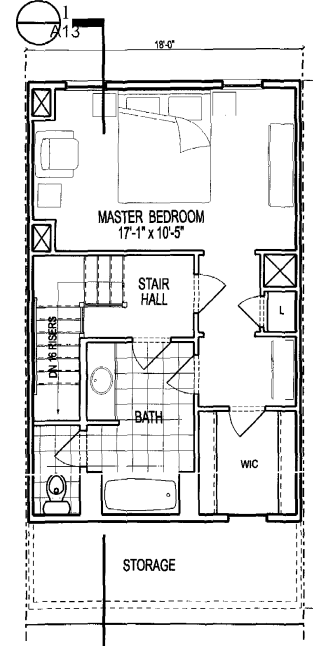 1
A13
18'-0"
MASTER BEDROOM
17'-1" x 10'-5"
STAIR
HALL
L
DN 16 RISERS
BATH
WIC
STORAGE